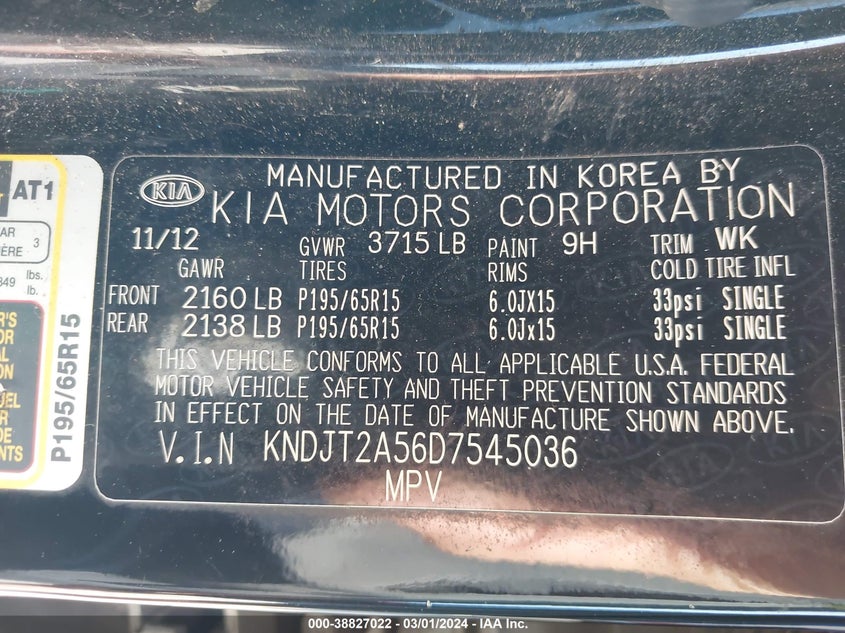 KIA
MANUFACTURED IN KOREA BY
KIA MOTORS CORPORATION
11/12 GVWR 3715 LB PAINT 9H TRIM WK
GAWR TIRES RIMS COLD TIRE INFL
FRONT 2160 LB P195/65R15 6.0JX15 33psi SINGLE
REAR 2138 LB P195/65R15 6.0Jx15 33psi SINGLE
THIS VEHICLE CONFORMS TO ALL APPLICABLE U.S.A. FEDERAL
MOTOR VEHICLE SAFETY AND THEFT PREVENTION STANDARDS
IN EFFECT ON THE DATE OF MANUFACTURE SHOWN ABOVE.
V.I.N KNDJT2A56D7545036
MPV
AT1
3
lbs.
lb.
P195/65R15
000-38827022 - 03/01/2024 - IAA Inc.